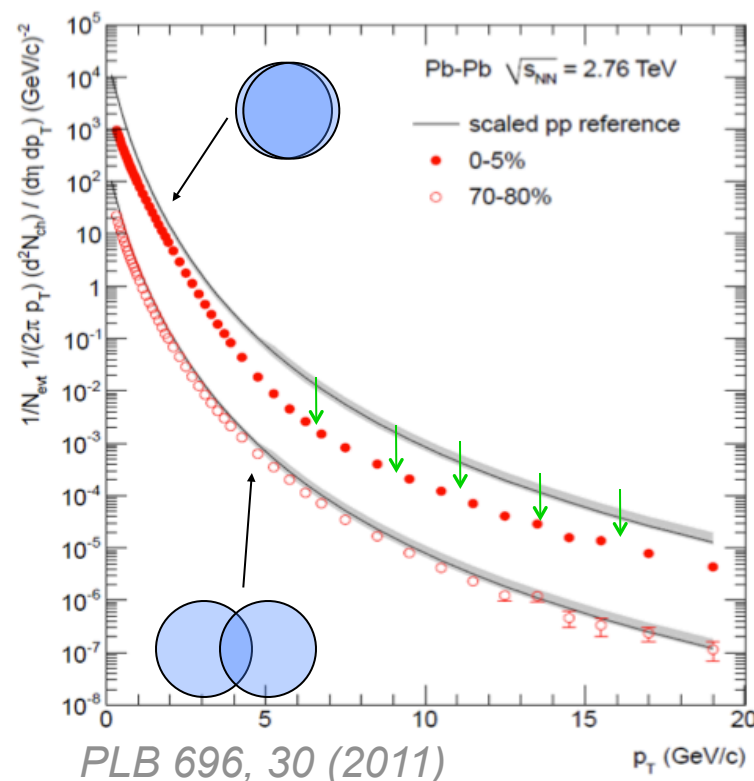 1/N_evt 1/(2π p_T) (d²N_ch) / (dη dp_T) (GeV/c)⁻²
10⁵
10⁴
10³
10²
10
1
10⁻¹
10⁻²
10⁻³
10⁻⁴
10⁻⁵
10⁻⁶
10⁻⁷
10⁻⁸
Pb-Pb √s_NN = 2.76 TeV
scaled pp reference
0-5%
70-80%
0 5 10 15 20
PLB 696, 30 (2011)
p_T (GeV/c)